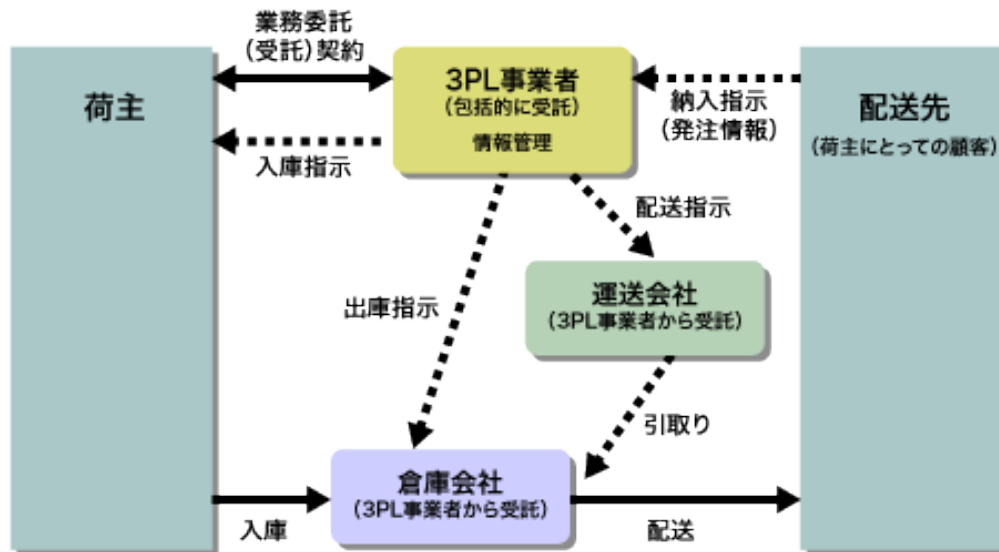 業務委託
（受託）契約
荷主
3PL事業者
（包括的に受託）
情報管理
納入指示
（発注情報）
配送先
（荷主にとっての顧客）
入庫指示
配送指示
出庫指示
運送会社
（3PL事業者から受託）
引取り
倉庫会社
（3PL事業者から受託）
入庫
配送